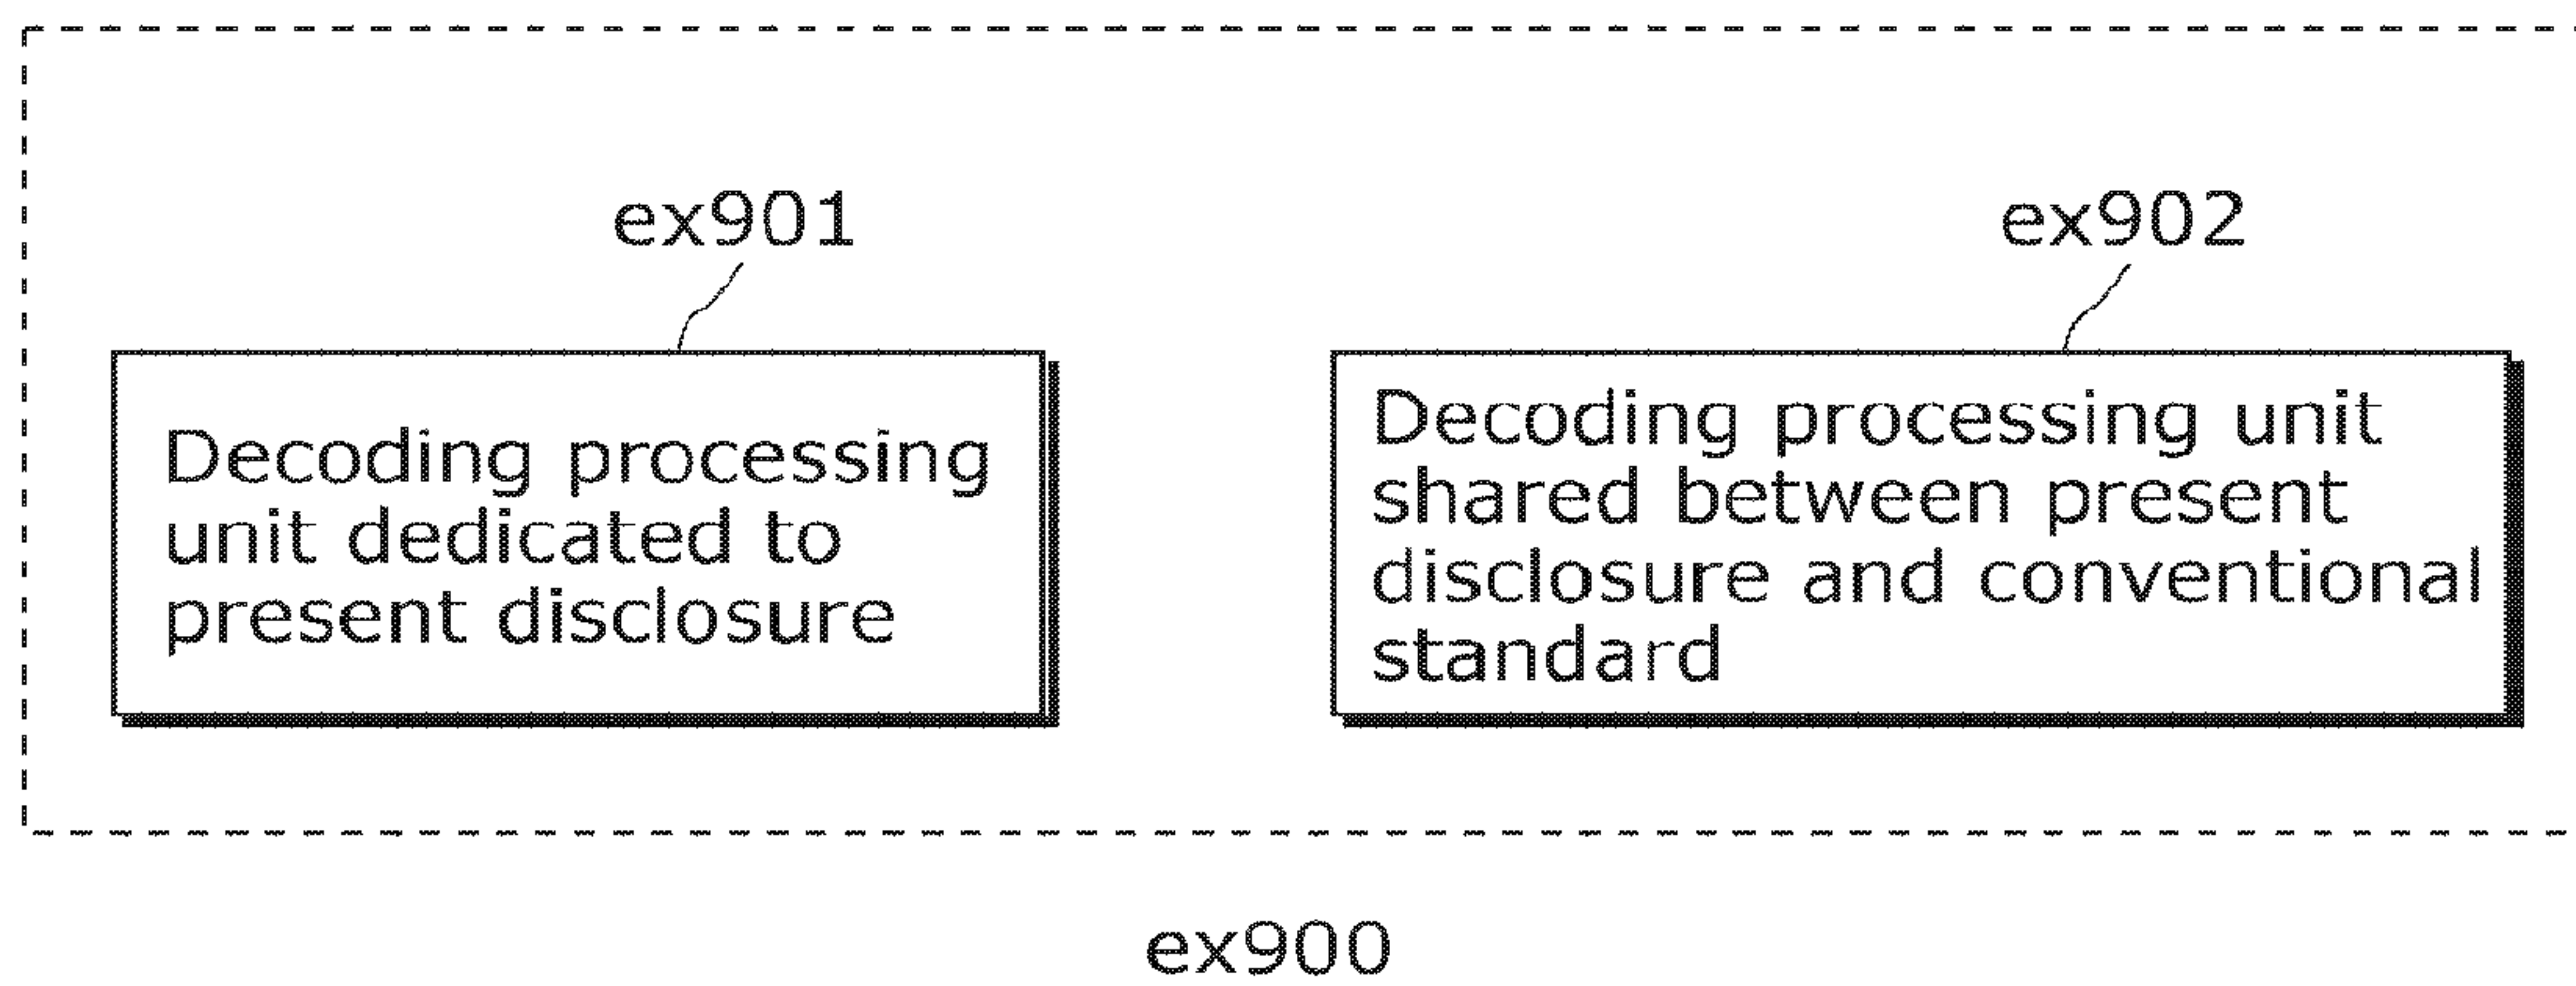 ex901
Decoding processing
unit dedicated to
present disclosure
ex902
Decoding processing unit
shared between present
disclosure and conventional
standard
ex900